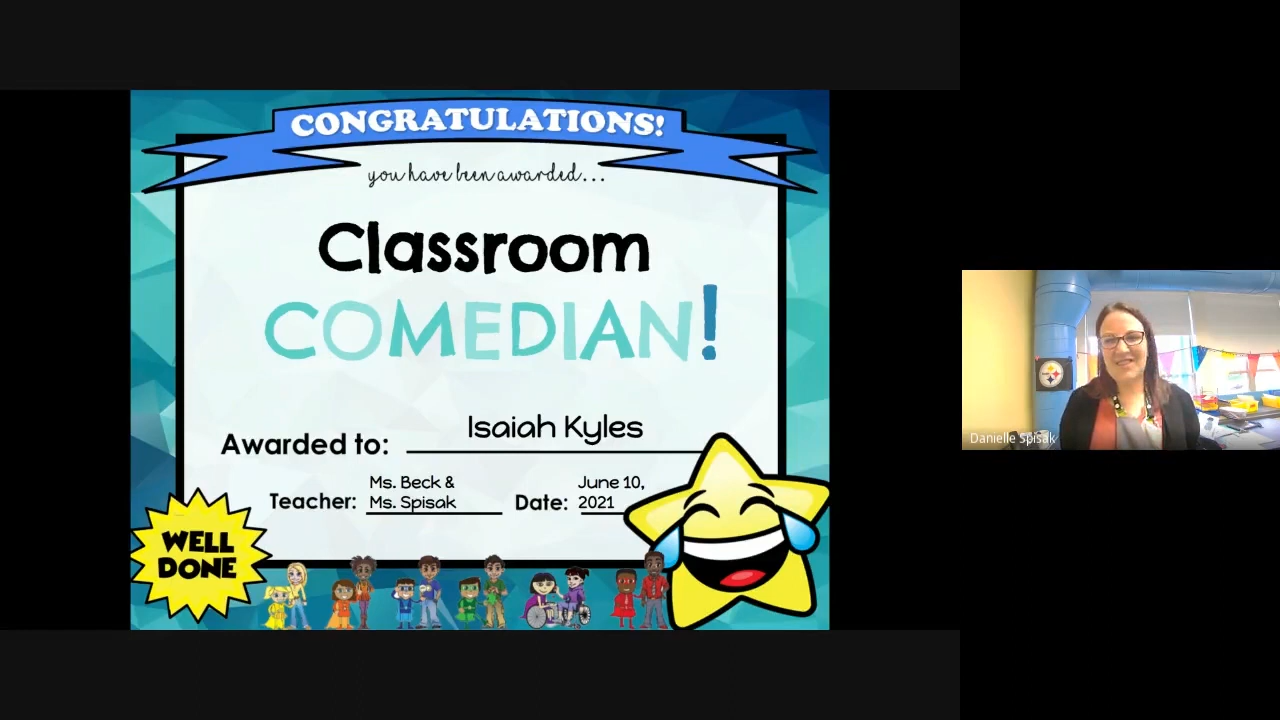 CONGRATULATIONS!
you have been awarded...
Classroom
COMEDIAN!
Awarded to: Isaiah Kyles
Teacher: Ms. Beck &
Ms. Spisak
Date: June 10,
2021
WELL
DONE
Danielle Spisak